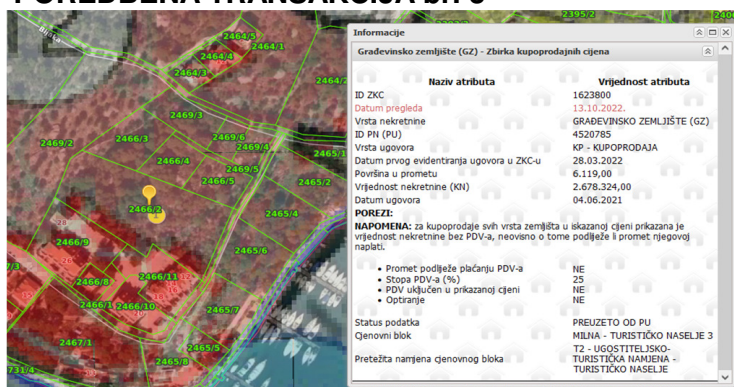 Informacije
Građevinsko zemljište (GZ) - Zbirka kupoprodajnih cijena
Naziv atributa Vrijednost atributa
ID ZKC 1623800
Datum pregleda 13.10.2022.
Vrsta nekretnine GRAĐEVINSKO ZEMLJIŠTE (GZ)
ID PN (PU) 4520785
Vrsta ugovora KP - KUPOPRODAJA
Datum prvog evidentiranja ugovora u ZKC-u 28.03.2022
Površina u prometu 6.119,00
Vrijednost nekretnine (KN) 2.678.324,00
Datum ugovora 04.06.2021
POREZI:
NAPOMENA: za kupoprodaje svih vrsta zemljišta u iskazanoj cijeni prikazana je
vrijednost nekretnine bez PDV-a, neovisno o tome podliježe li promet njegovoj
naplati.
• Promet podliježe plaćanju PDV-a NE
• Stopa PDV-a (%) 25
• PDV uključen u prikazanoj cijeni NE
• Optiranje NE
Status podatka PREUZETO OD PU
Cjenovni blok MILNA - TURISTIČKO NASELJE 3
Pretežita namjena cjenovnog bloka T2 - UGOSTITELJSKO-
TURISTIČKA NAMJENA -
TURISTIČKO NASELJE
2395/2
2464/5
2464/1
2464/4
2464/3
2464/2
2469/3
2469/2
2466/3
2469/6
2469/4
2465/1
2466/4
2469/5
2466/5
2465/2
2466/2
2465/4
2466/9
2465/6
2466/8
2466/11
2466/1
2466/10
2465/7
2467/1
2465/5
2465/8
731/4